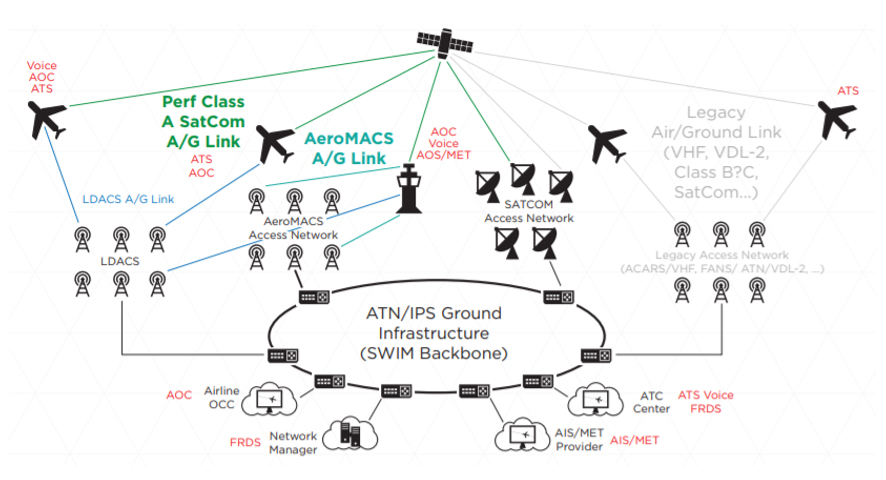 Voice
AOC
ATS
Perf Class
A SatCom
A/G Link
ATS
AOC
AeroMACS
A/G Link
AOC
Voice
AOS/MET
ATS
Legacy
Air/Ground Link
(VHF, VDL-2,
Class B?C,
SatCom...)
LDACS A/G Link
LDACS
AeroMACS
Access Network
SATCOM
Access Network
Legacy Access Network
(ACARS/VHF, FANS/ ATN/VDL-2, ...)
ATN/IPS Ground
Infrastructure
(SWIM Backbone)
AOC
Airline
OCC
FRDS
Network
Manager
AIS/MET
Provider
AIS/MET
ATC
Center
ATS Voice
FRDS